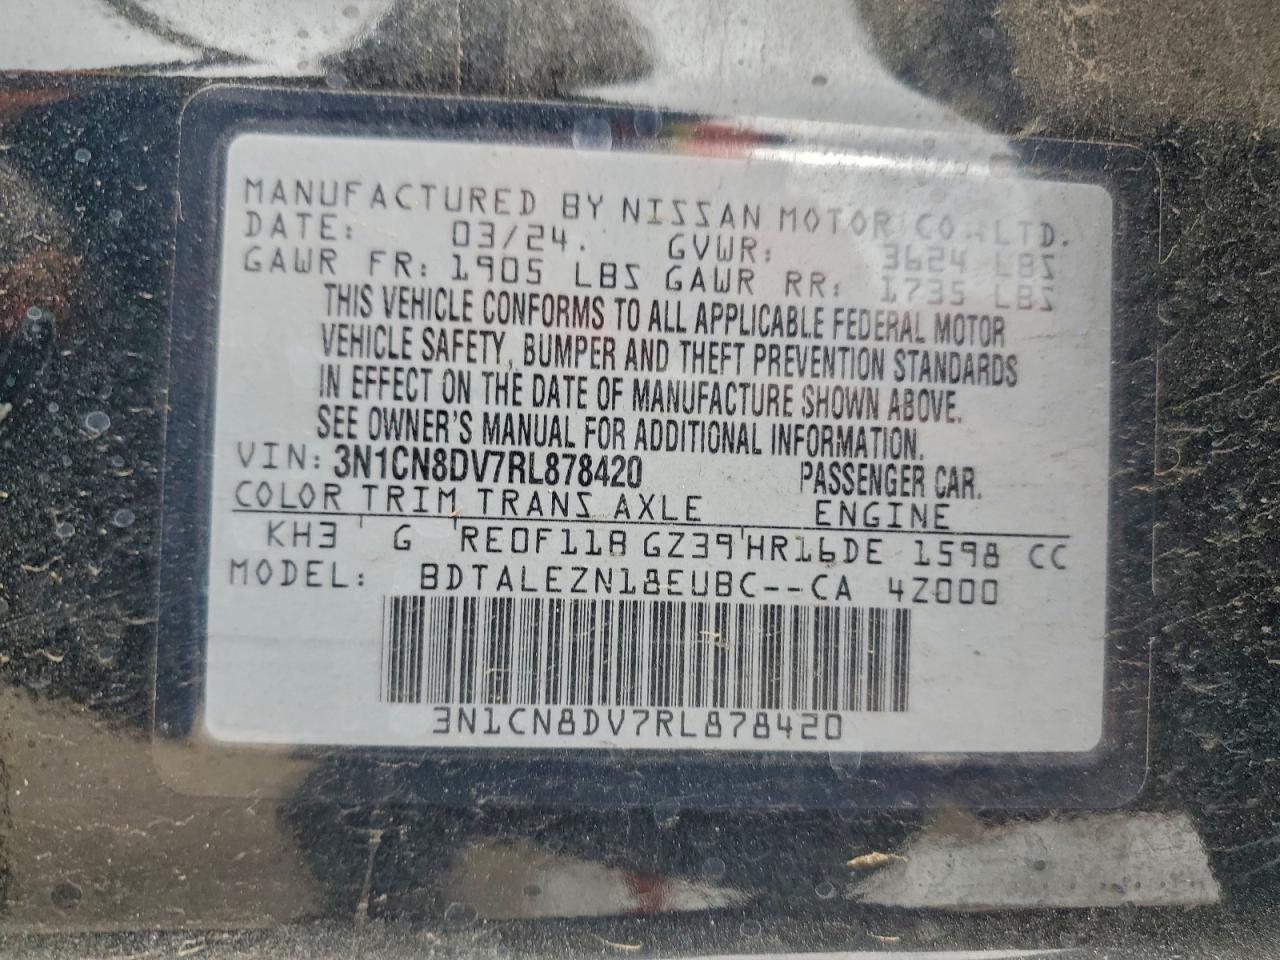 MANUFACTURED BY NISSAN MOTOR CO., LTD.
DATE: 03/24. GVWR: 3624 LBS
GAWR FR: 1905 LBS GAWR RR: 1735 LBS
THIS VEHICLE CONFORMS TO ALL APPLICABLE FEDERAL MOTOR
VEHICLE SAFETY, BUMPER AND THEFT PREVENTION STANDARDS
IN EFFECT ON THE DATE OF MANUFACTURE SHOWN ABOVE.
SEE OWNER'S MANUAL FOR ADDITIONAL INFORMATION.
VIN: 3N1CN8DV7RL878420 PASSENGER CAR.
COLOR TRIM TRANS AXLE ENGINE
KH3 G RE0F11B GZ39 HR16DE 1598 CC
MODEL: BDTALEZN18EUBC--CA 4Z000
3N1CN8DV7RL878420